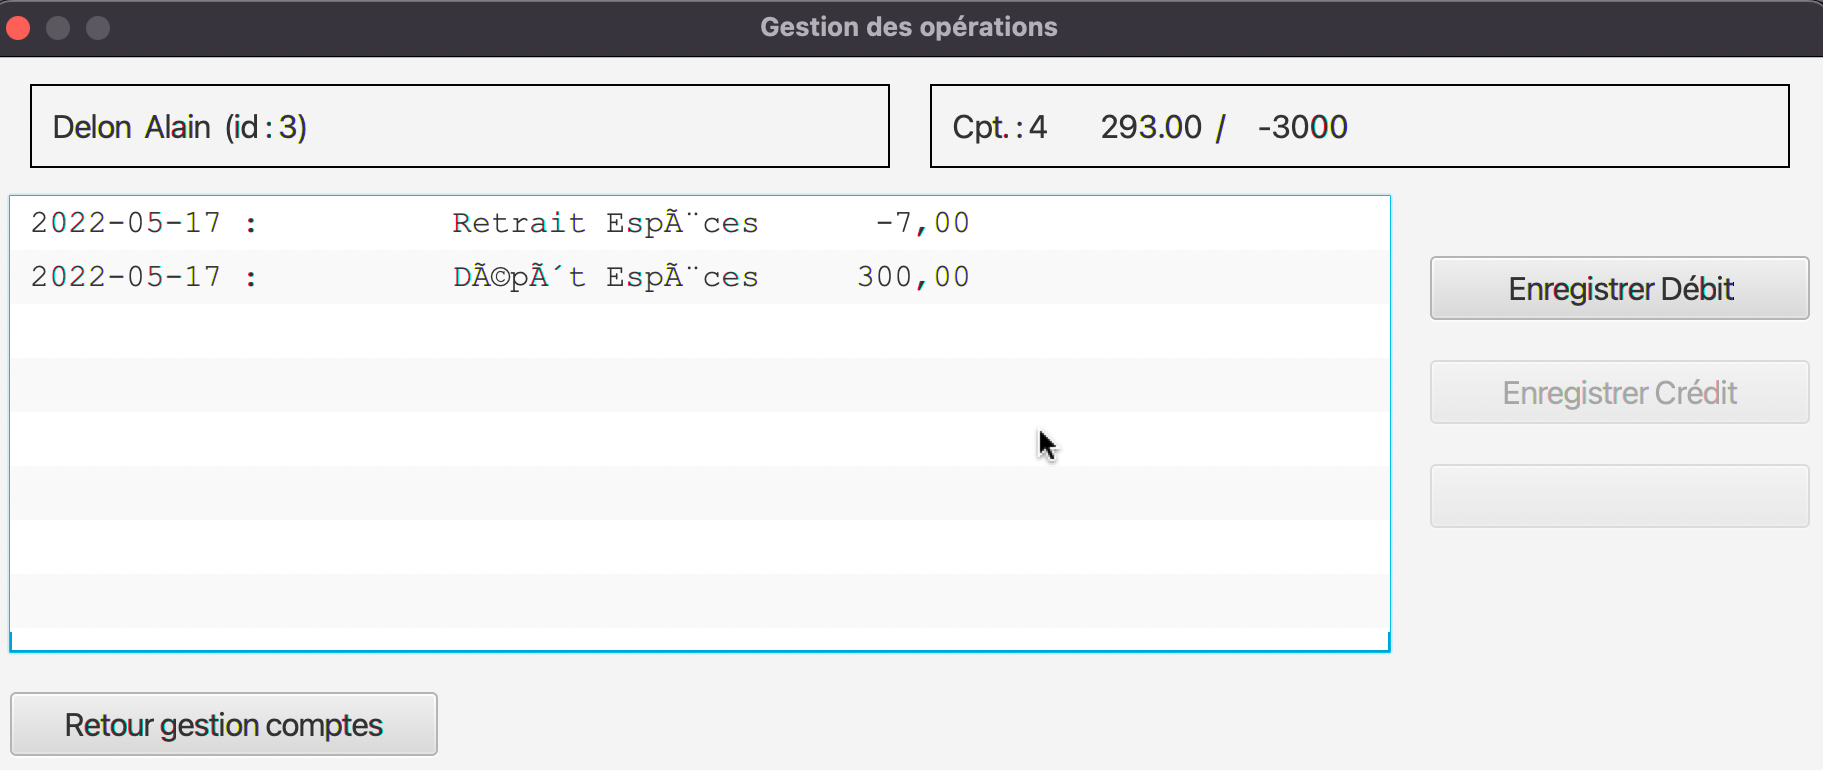 Gestion des opérations
Delon Alain (id : 3)
Cpt. : 4 293.00 / -3000
2022-05-17 : Retrait EspÃ¨ces -7,00
2022-05-17 : DÃ©pÃ´t EspÃ¨ces 300,00
Enregistrer Débit
Enregistrer Crédit
Retour gestion comptes